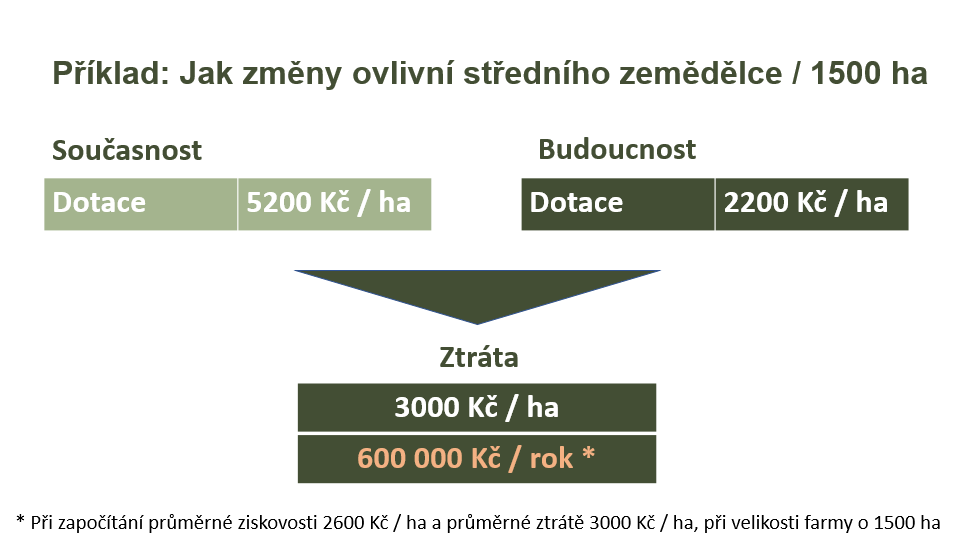 Příklad: Jak změny ovlivní středního zemědělce / 1500 ha
Současnost
Dotace 5200 Kč / ha
Budoucnost
Dotace 2200 Kč / ha
Ztráta
3000 Kč / ha
600 000 Kč / rok *
* Při započítání průměrné ziskovosti 2600 Kč / ha a průměrné ztrátě 3000 Kč / ha, při velikosti farmy o 1500 ha